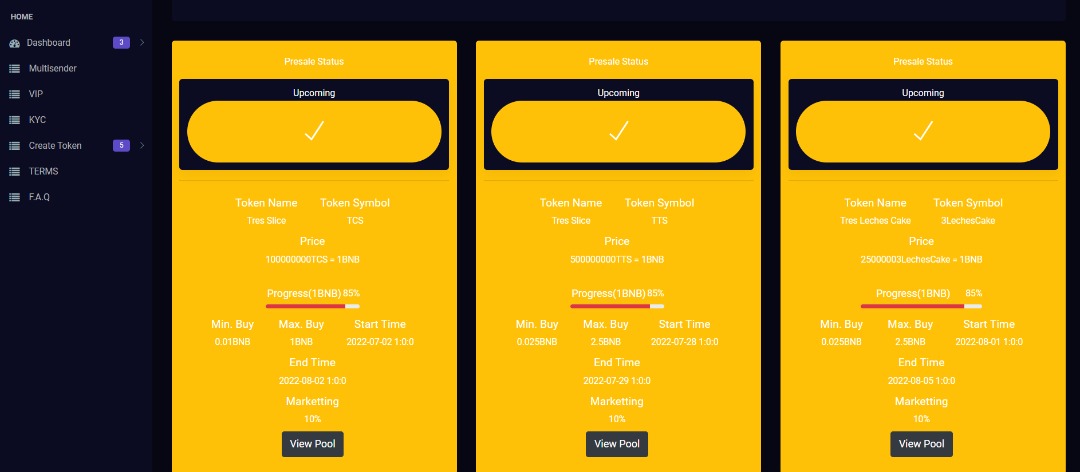 HOME
Dashboard 3
Multisender
VIP
KYC
Create Token 5
TERMS
F.A.Q
Presale Status
Upcoming
Token Name Token Symbol
Tres Slice TCS
Price
100000000TCS = 1BNB
Progress(1BNB) 85%
Min. Buy Max. Buy Start Time
0.01BNB 1BNB 2022-07-02 1:0:0
End Time
2022-08-02 1:0:0
Marketting
10%
View Pool
Presale Status
Upcoming
Token Name Token Symbol
Tres Slice TTS
Price
500000000TTS = 1BNB
Progress(1BNB) 85%
Min. Buy Max. Buy Start Time
0.025BNB 2.5BNB 2022-07-28 1:0:0
End Time
2022-07-29 1:0:0
Marketting
10%
View Pool
Presale Status
Upcoming
Token Name Token Symbol
Tres Leches Cake 3LechesCake
Price
25000003LechesCake = 1BNB
Progress(1BNB) 85%
Min. Buy Max. Buy Start Time
0.025BNB 2.5BNB 2022-08-01 1:0:0
End Time
2022-08-05 1:0:0
Marketting
10%
View Pool